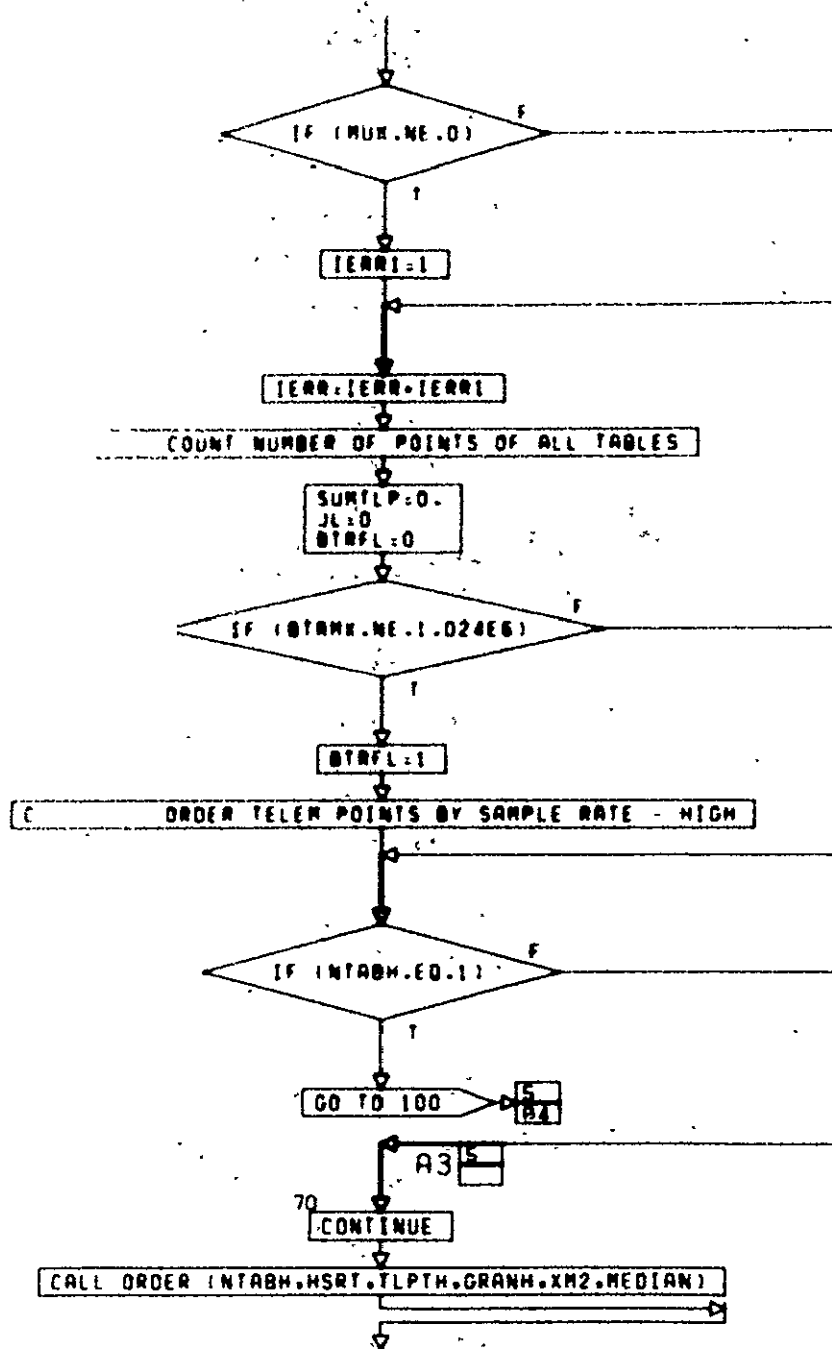 F
IF (MUX.NE.0)
T
IERR1=1
IERR=IERR+IERR1
COUNT NUMBER OF POINTS OF ALL TABLES
SUMTLP=0.
JL=0
BTRFL=0
F
IF (BTRMX.NE.1.024E6)
T
BTRFL=1
C ORDER TELEM POINTS BY SAMPLE RATE - HIGH
F
IF (NTABH.EQ.1)
T
GO TO 100
5
B4
A3
5
70
CONTINUE
CALL ORDER (NTABH,HSRT,TLPTH,GRANH,XM2,MEDIAN)